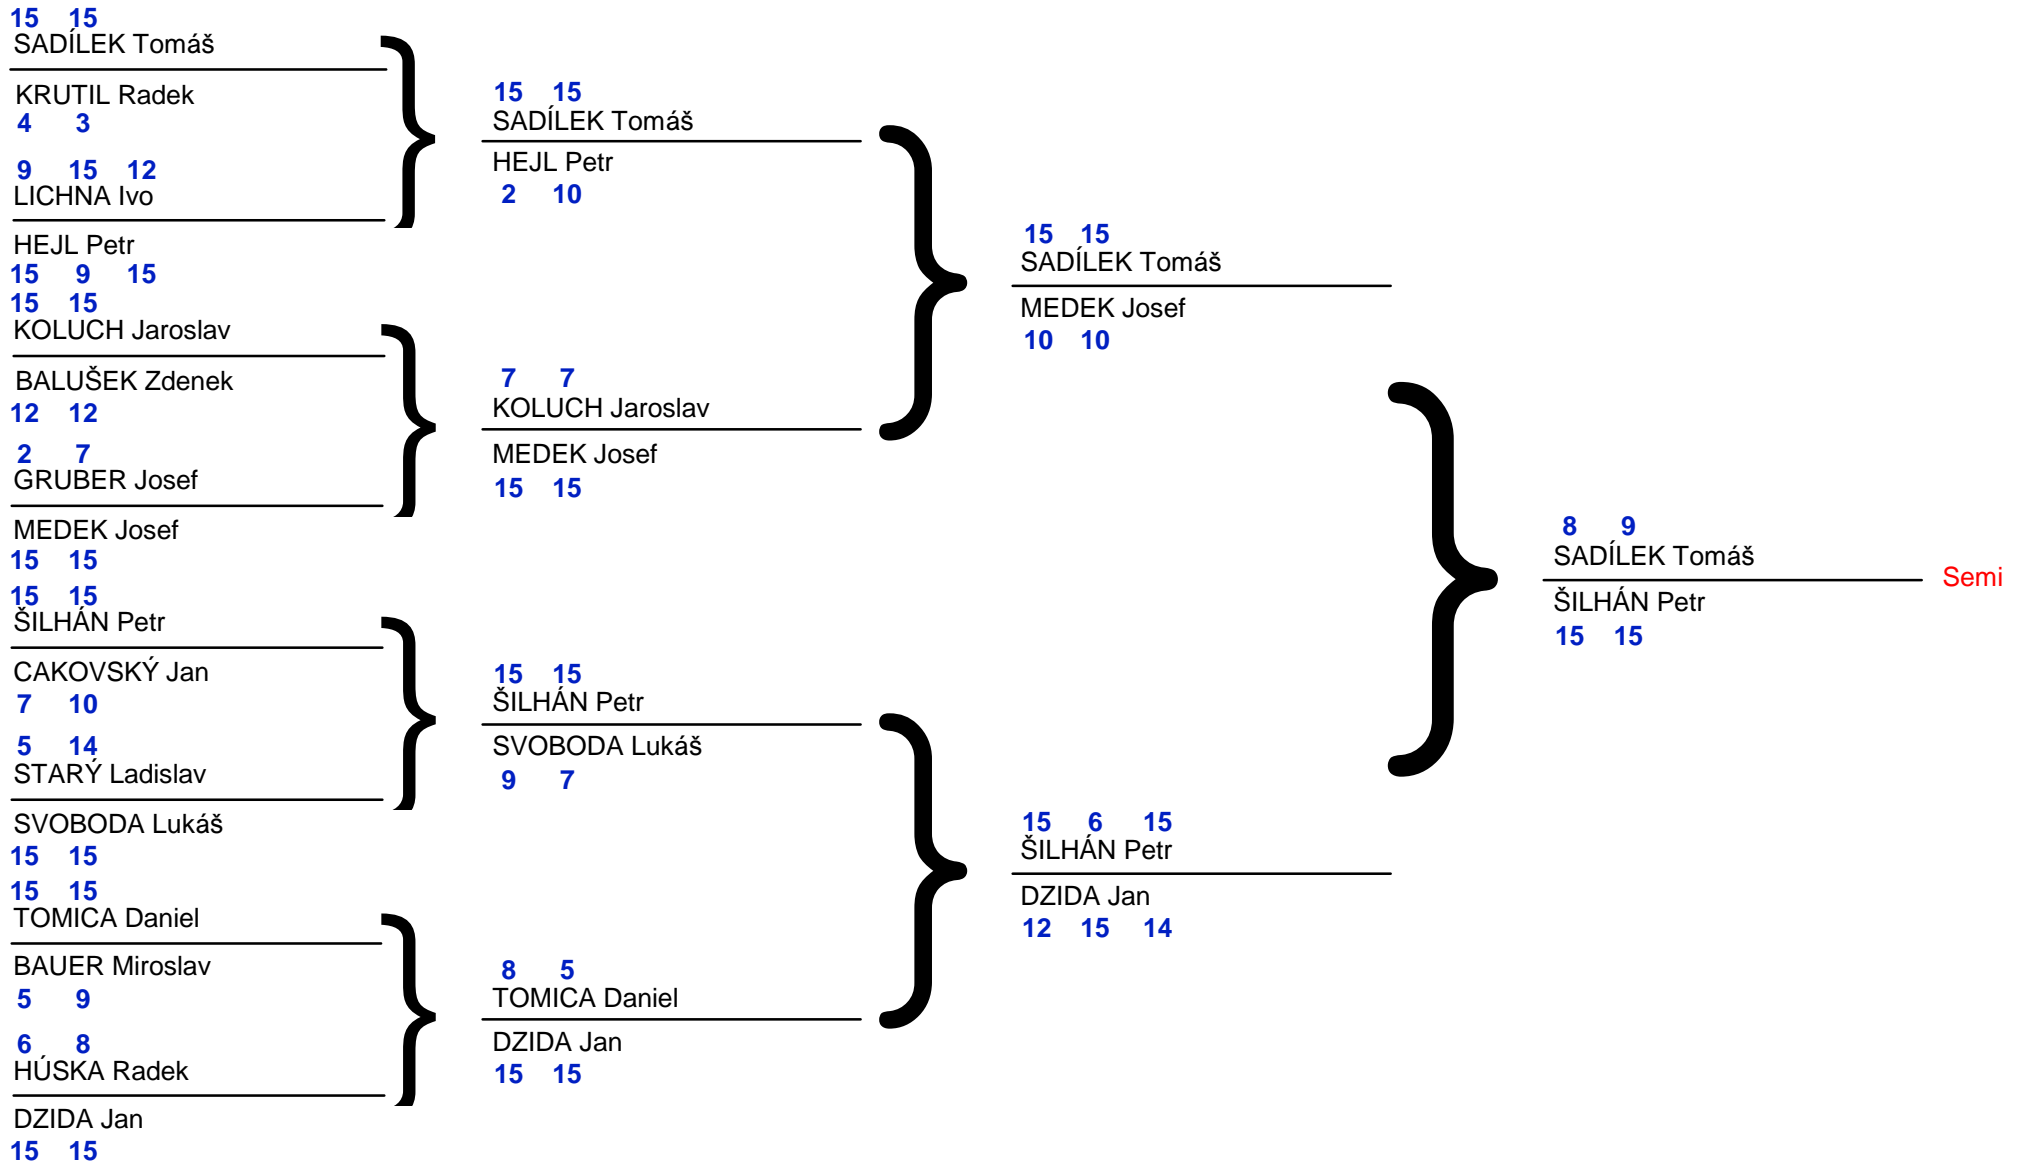 15 15
SADÍLEK Tomáš
KRUTIL Radek
4 3
9 15 12
LICHNA Ivo
HEJL Petr
15 9 15
15 15
KOLUCH Jaroslav
BALUŠEK Zdenek
12 12
2 7
GRUBER Josef
MEDEK Josef
15 15
15 15
ŠILHÁN Petr
CAKOVSKÝ Jan
7 10
5 14
STARÝ Ladislav
SVOBODA Lukáš
15 15
15 15
TOMICA Daniel
BAUER Miroslav
5 9
6 8
HÚSKA Radek
DZIDA Jan
15 15
15 15
SADÍLEK Tomáš
HEJL Petr
2 10
7 7
KOLUCH Jaroslav
MEDEK Josef
15 15
15 15
ŠILHÁN Petr
SVOBODA Lukáš
9 7
8 5
TOMICA Daniel
DZIDA Jan
15 15
15 15
SADÍLEK Tomáš
MEDEK Josef
10 10
15 6 15
ŠILHÁN Petr
DZIDA Jan
12 15 14
8 9
SADÍLEK Tomáš
ŠILHÁN Petr
15 15
Semi